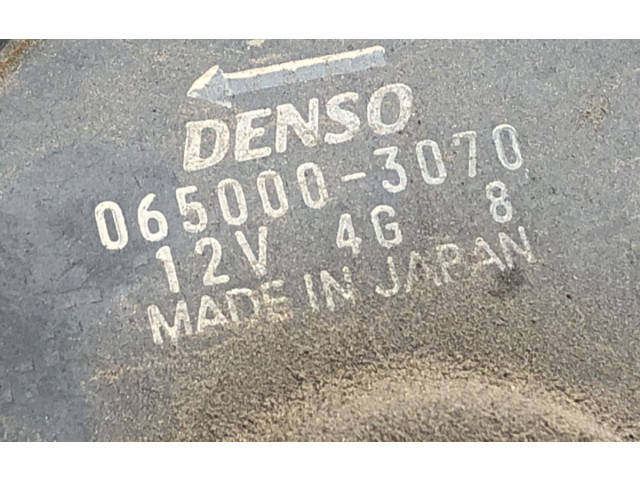 DENSO
065000-3070
12V 4G 8
MADE IN JAPAN